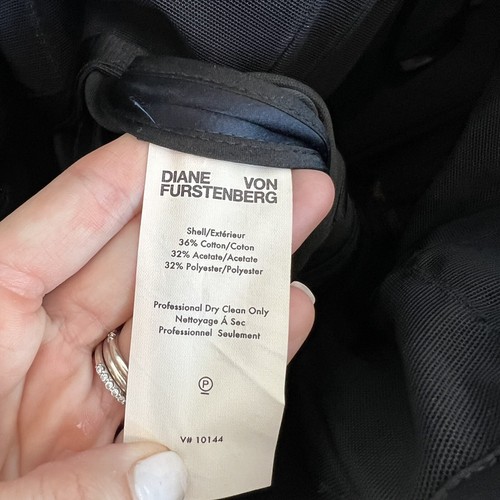 DIANE VON
FURSTENBERG
Shell/Extérieur
36% Cotton/Coton
32% Acetate/Acetate
32% Polyester/Polyester
Professional Dry Clean Only
Nettoyage Á Sec
Professionnel Seulement
P
V# 10144